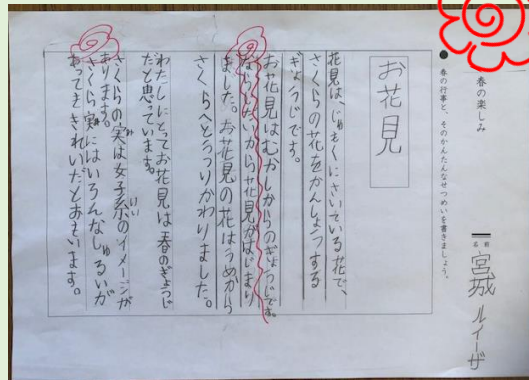 春の楽しみ
●春の行事と、そのかんたんなせつめいを書きましょう。
名前 宮城 ルイーザ
お花見
花見は、じゅもくにさいている花で、
さくらの花をかんしょうする
ぎょうじです。
お花見はむかしからのぎょうじです。
ならじだいから花見がはじまり
ました。お花見の花はうめから
さくらへとうつりかわりました。
わたしにとってお花見は春のぎょうじ
だと思っています。
さくらの実は女子系のイメージが
あります。
さくら実にはいろんなしゅるいが
あってきれいだとおもいます。